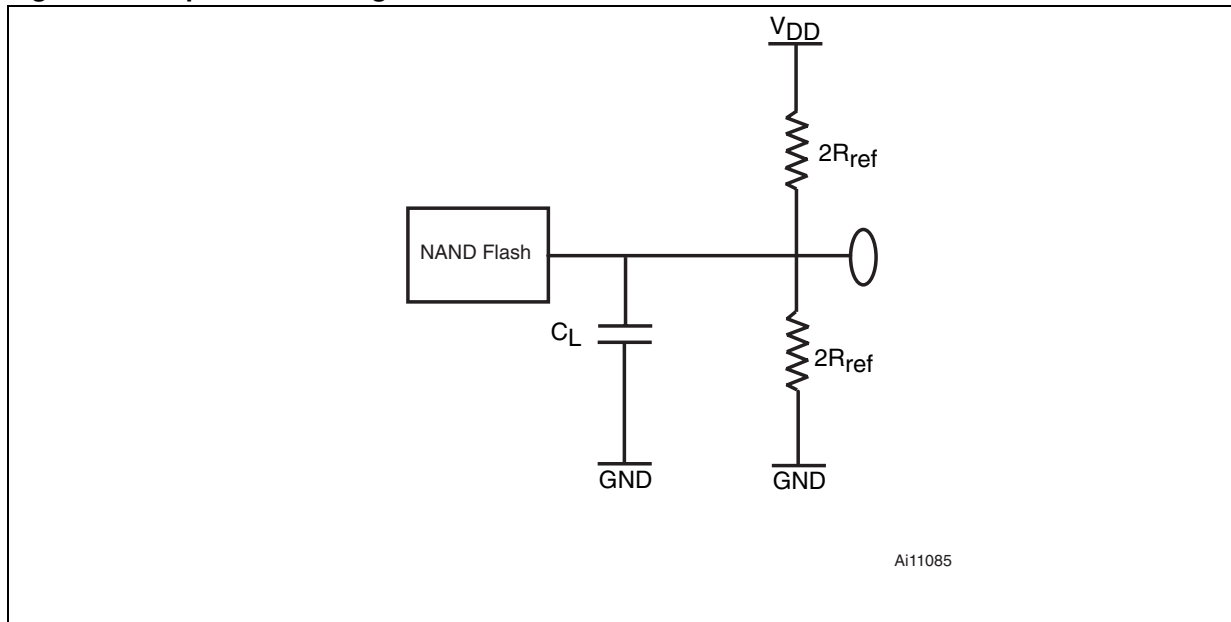 VDD
2Rref
NAND Flash
CL
2Rref
GND
GND
Ai11085